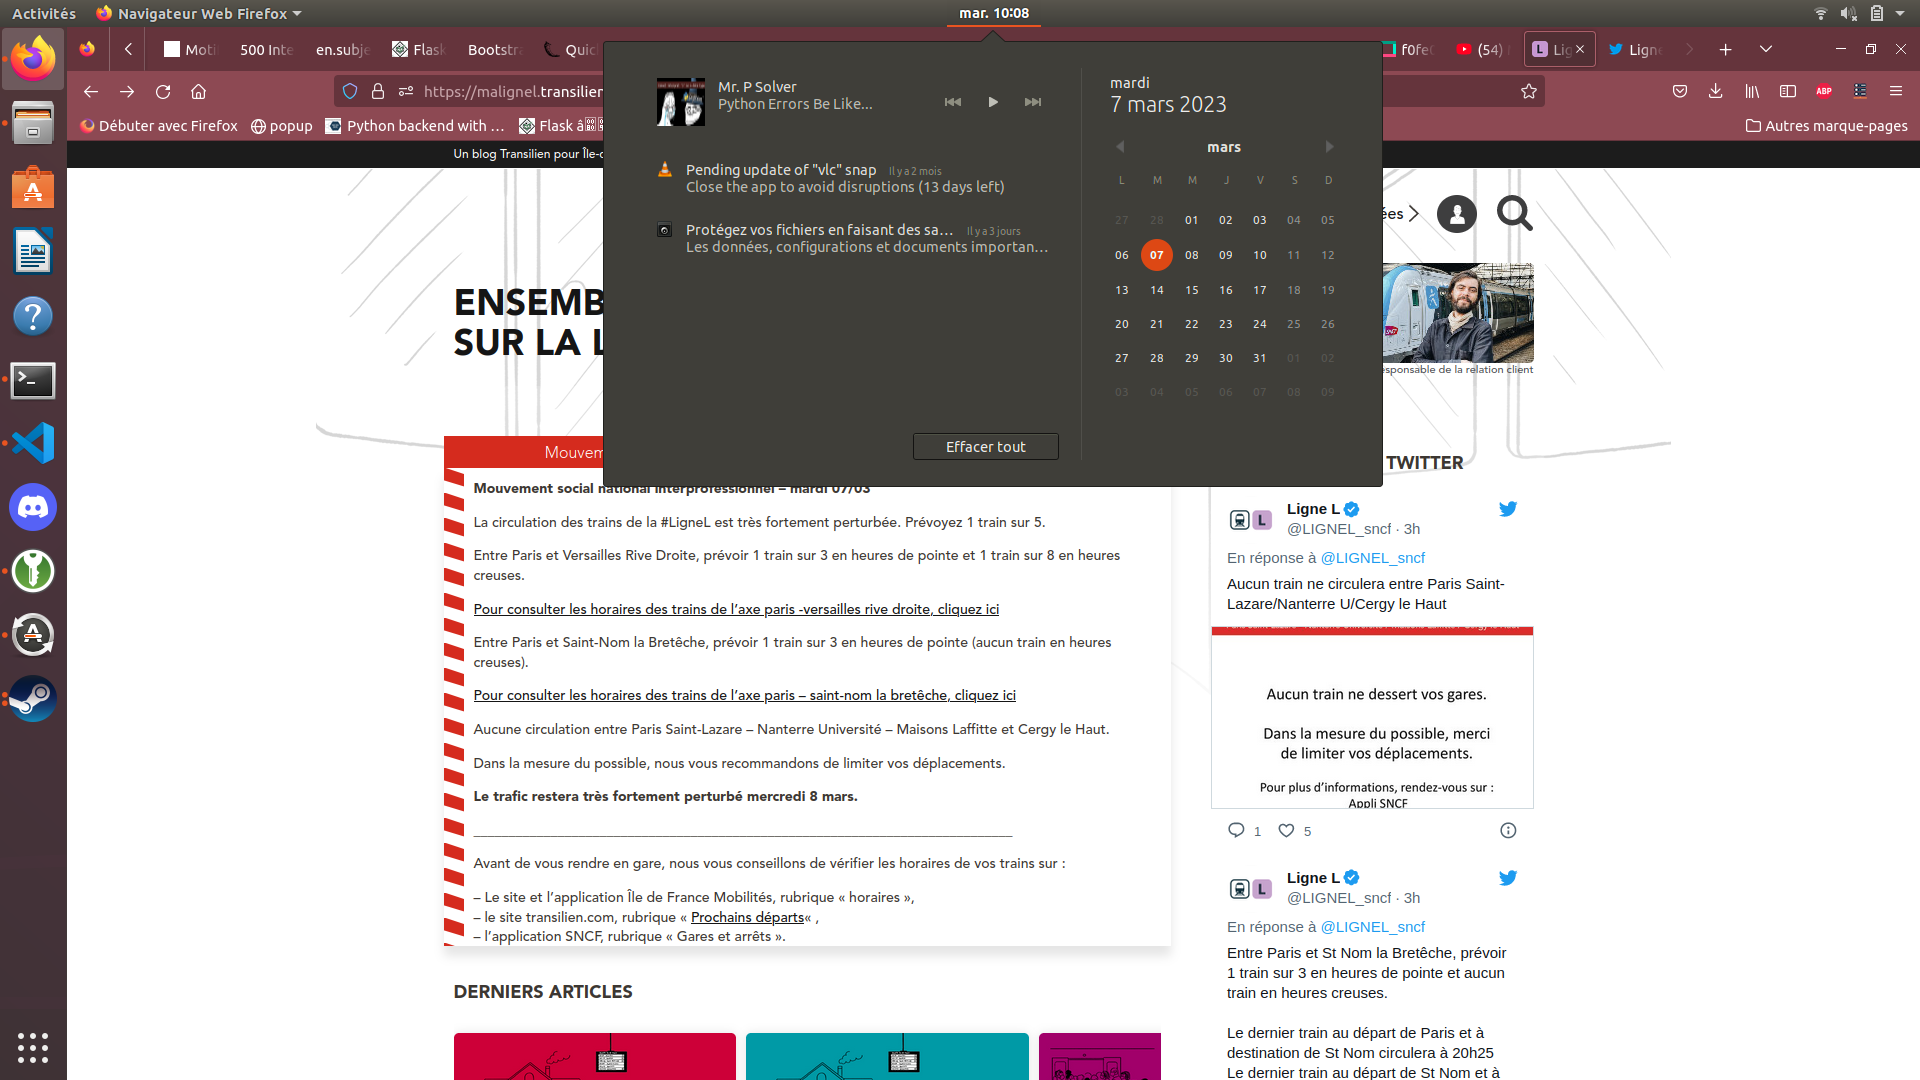 Activités
Navigateur Web Firefox
mar. 10:08
500 Inte
en.subje
Flask
Bootstra
Quic
f0fe
(54)
Lig
Lign
https://malignel.transilien
ABP
Débuter avec Firefox
popup
Python backend with …
Flask â
Autres marque-pages
Un blog Transilien pour Île-d
Mr. P Solver
Python Errors Be Like…
Pending update of "vlc" snap Il y a 2 mois
Close the app to avoid disruptions (13 days left)
Protégez vos fichiers en faisant des sa… Il y a 3 jours
Les données, configurations et documents importan…
Effacer tout
mardi
7 mars 2023
mars
L M M J V S D
27 28 01 02 03 04 05
06 07 08 09 10 11 12
13 14 15 16 17 18 19
20 21 22 23 24 25 26
27 28 29 30 31 01 02
03 04 05 06 07 08 09
ées
ENSEMB
SUR LA L
esponsable de la relation client
Mouvem
Mouvement social national interprofessionnel – mardi 07/03
La circulation des trains de la #LigneL est très fortement perturbée. Prévoyez 1 train sur 5.
Entre Paris et Versailles Rive Droite, prévoir 1 train sur 3 en heures de pointe et 1 train sur 8 en heures
creuses.
Pour consulter les horaires des trains de l’axe paris -versailles rive droite, cliquez ici
Entre Paris et Saint-Nom la Bretêche, prévoir 1 train sur 3 en heures de pointe (aucun train en heures
creuses).
Pour consulter les horaires des trains de l’axe paris – saint-nom la bretêche, cliquez ici
Aucune circulation entre Paris Saint-Lazare – Nanterre Université – Maisons Laffitte et Cergy le Haut.
Dans la mesure du possible, nous vous recommandons de limiter vos déplacements.
Le trafic restera très fortement perturbé mercredi 8 mars.
Avant de vous rendre en gare, nous vous conseillons de vérifier les horaires de vos trains sur :
– Le site et l’application Île de France Mobilités, rubrique « horaires »,
– le site transilien.com, rubrique « Prochains départs« ,
– l’application SNCF, rubrique « Gares et arrêts ».
DERNIERS ARTICLES
TWITTER
L
Ligne L
@LIGNEL_sncf · 3h
En réponse à @LIGNEL_sncf
Aucun train ne circulera entre Paris Saint-
Lazare/Nanterre U/Cergy le Haut
Aucun train ne dessert vos gares.
Dans la mesure du possible, merci
de limiter vos déplacements.
Pour plus d’informations, rendez-vous sur :
Appli SNCF
1 5
L
Ligne L
@LIGNEL_sncf · 3h
En réponse à @LIGNEL_sncf
Entre Paris et St Nom la Bretêche, prévoir
1 train sur 3 en heures de pointe et aucun
train en heures creuses.
Le dernier train au départ de Paris et à
destination de St Nom circulera à 20h25
Le dernier train au départ de St Nom et à